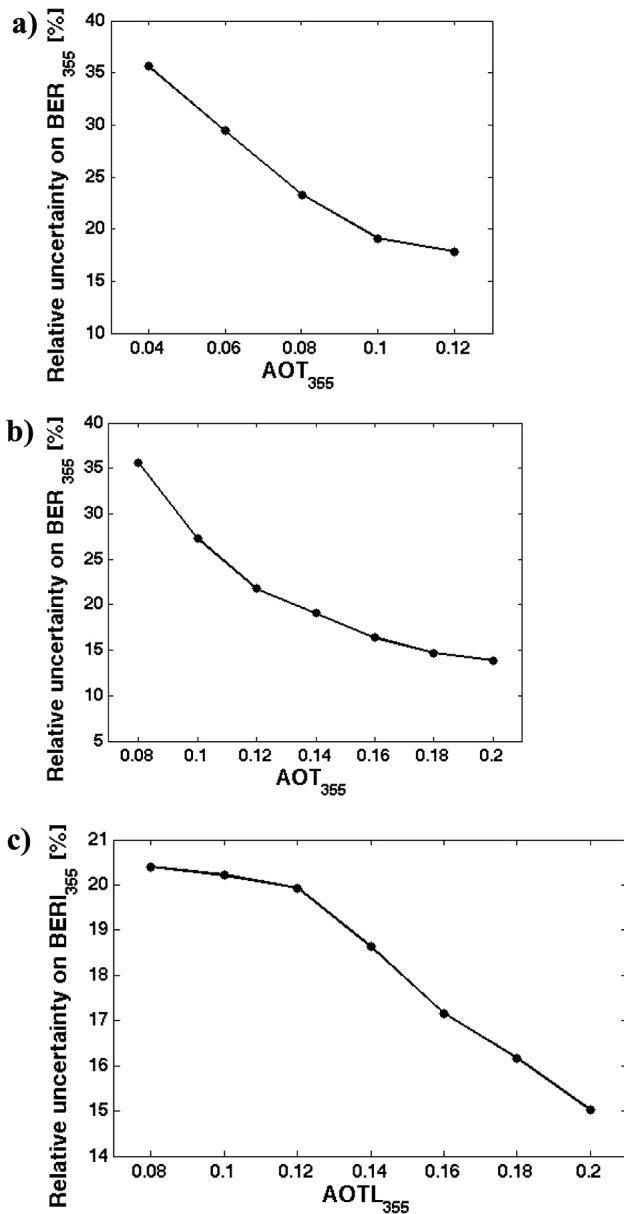 a)
Relative uncertainty on BER355 [%]
40
35
30
25
20
15
10
0.04 0.06 0.08 0.1 0.12
AOT355
b)
Relative uncertainty on BER355 [%]
40
35
30
25
20
15
10
5
0.08 0.1 0.12 0.14 0.16 0.18 0.2
AOT355
c)
Relative uncertainty on BERl355 [%]
21
20
19
18
17
16
15
14
0.08 0.1 0.12 0.14 0.16 0.18 0.2
AOTL355